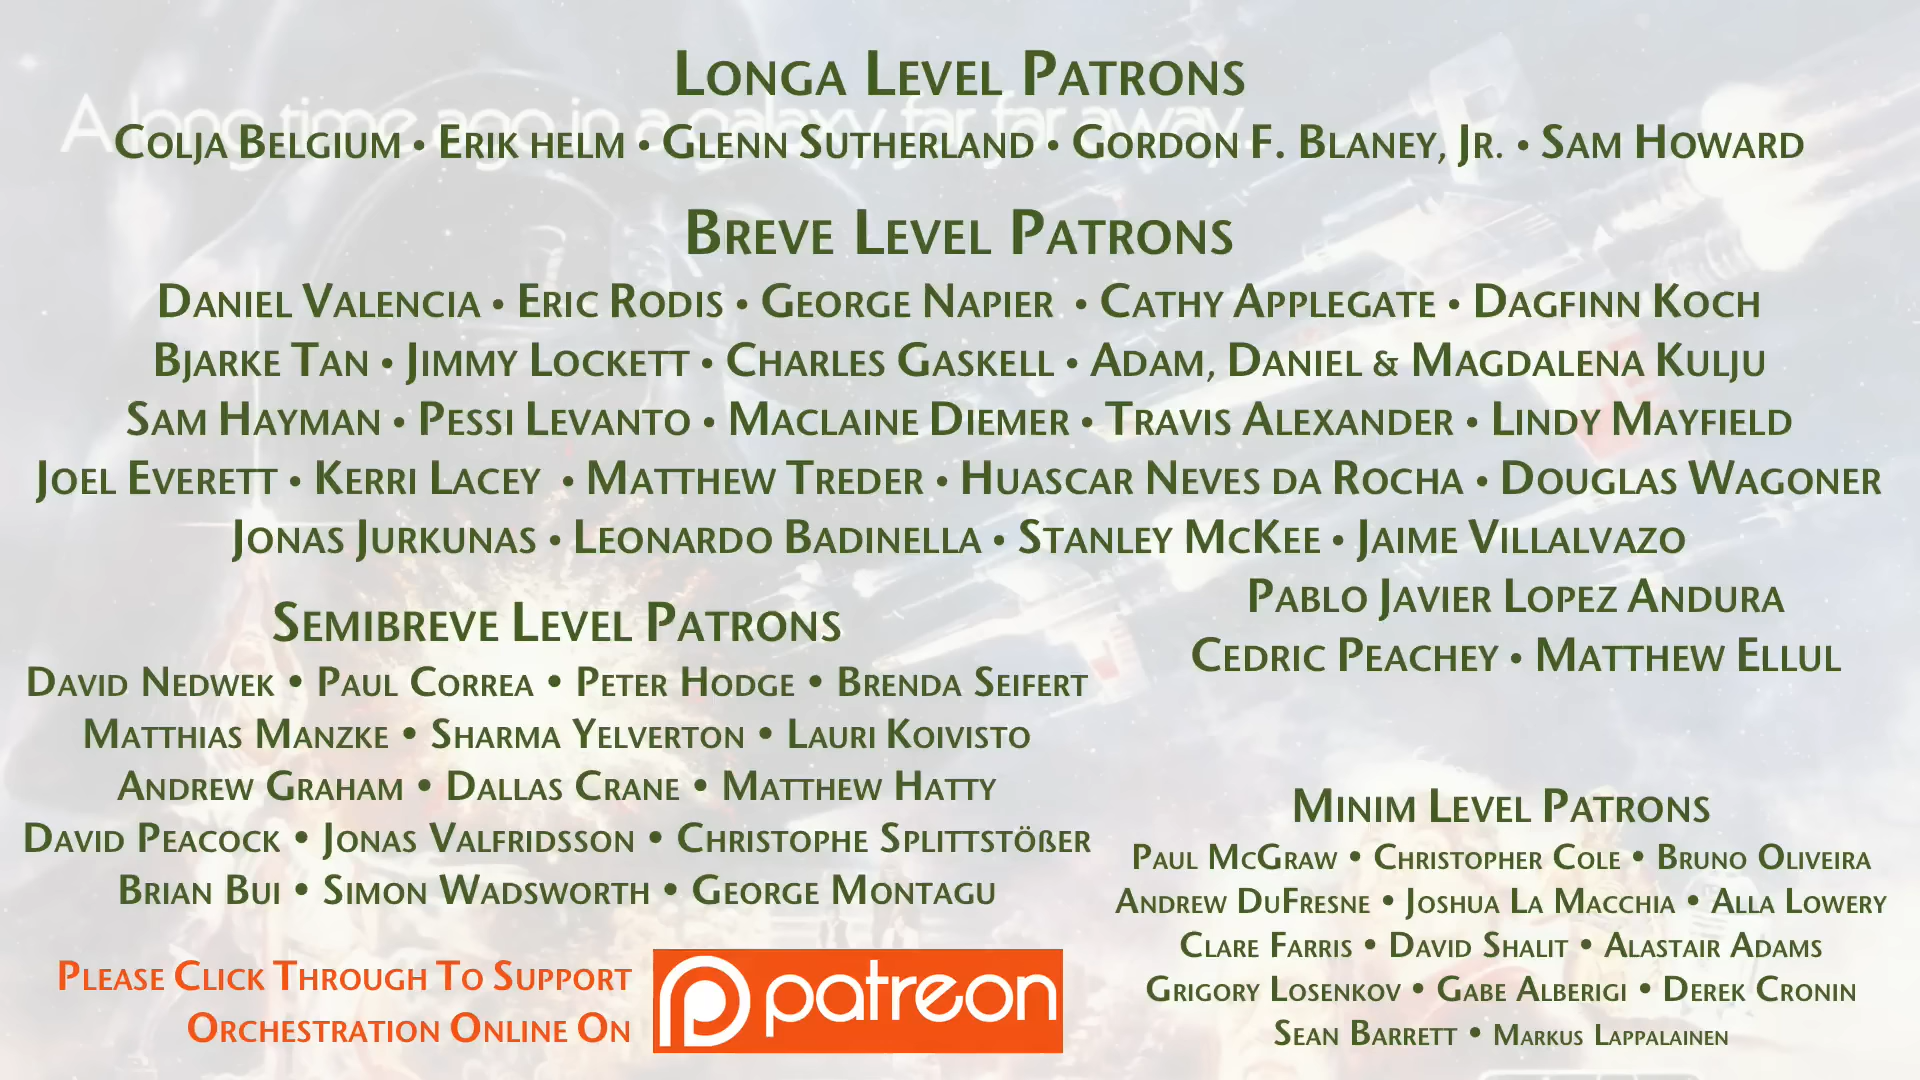 Longa Level Patrons
A long time ago in a galaxy far, far away...
Colja Belgium • Erik helm • Glenn Sutherland • Gordon F. Blaney, Jr. • Sam Howard
Breve Level Patrons
Daniel Valencia • Eric Rodis • George Napier • Cathy Applegate • Dagfinn Koch
Bjarke Tan • Jimmy Lockett • Charles Gaskell • Adam, Daniel & Magdalena Kulju
Sam Hayman • Pessi Levanto • Maclaine Diemer • Travis Alexander • Lindy Mayfield
Joel Everett • Kerri Lacey • Matthew Treder • Huascar Neves da Rocha • Douglas Wagoner
Jonas Jurkunas • Leonardo Badinella • Stanley McKee • Jaime Villalvazo
Pablo Javier Lopez Andura
Cedric Peachey • Matthew Ellul
Semibreve Level Patrons
David Nedwek • Paul Correa • Peter Hodge • Brenda Seifert
Matthias Manzke • Sharma Yelverton • Lauri Koivisto
Andrew Graham • Dallas Crane • Matthew Hatty
David Peacock • Jonas Valfridsson • Christophe Splittstößer
Brian Bui • Simon Wadsworth • George Montagu
Minim Level Patrons
Paul McGraw • Christopher Cole • Bruno Oliveira
Andrew DuFresne • Joshua La Macchia • Alla Lowery
Clare Farris • David Shalit • Alastair Adams
Grigory Losenkov • Gabe Alberigi • Derek Cronin
Sean Barrett • Markus Lappalainen
Please Click Through To Support
Orchestration Online On
patreon